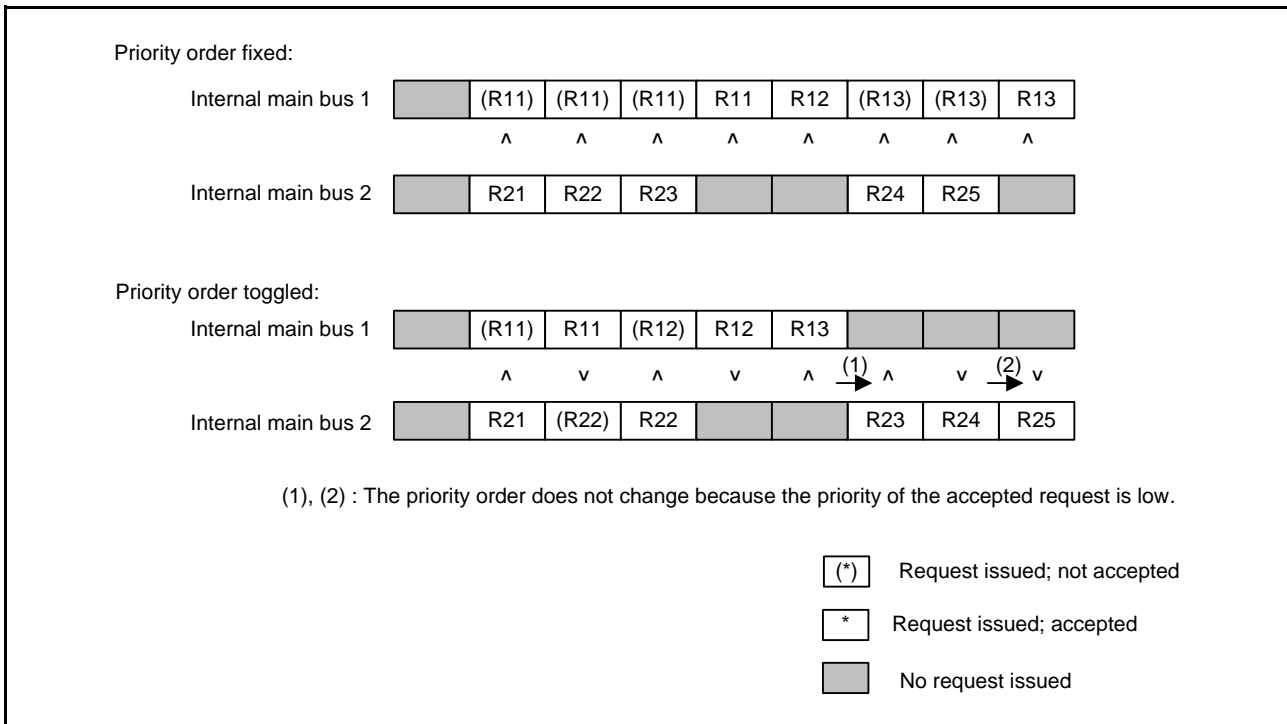 Priority order fixed:
Internal main bus 1 (R11) (R11) (R11) R11 R12 (R13) (R13) R13
∧ ∧ ∧ ∧ ∧ ∧ ∧ ∧
Internal main bus 2 R21 R22 R23 R24 R25
Priority order toggled:
Internal main bus 1 (R11) R11 (R12) R12 R13
∧ ∨ ∧ ∨ ∧ (1) ∧ ∨ (2) ∨
Internal main bus 2 R21 (R22) R22 R23 R24 R25
(1), (2) : The priority order does not change because the priority of the accepted request is low.
(*) Request issued; not accepted
* Request issued; accepted
No request issued